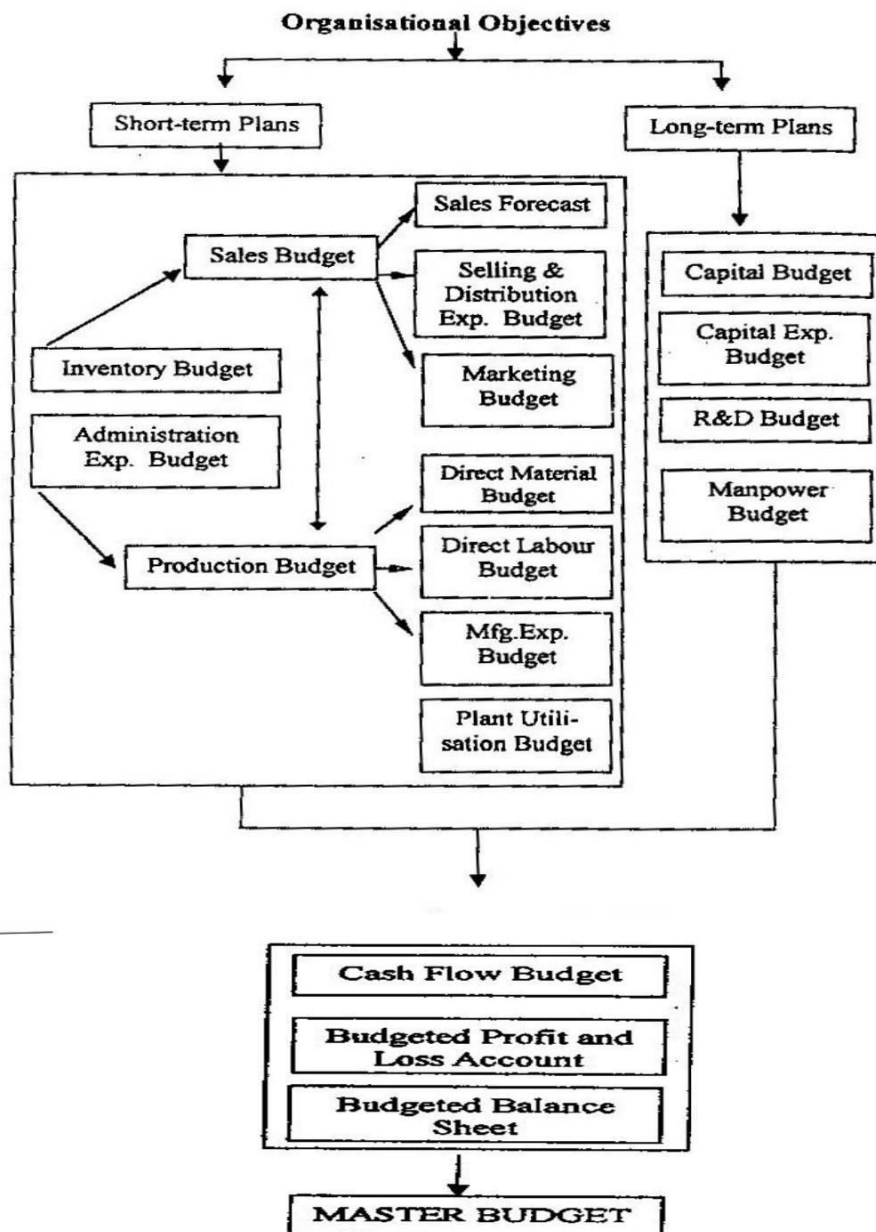 Organisational Objectives
Short-term Plans
Long-term Plans
Sales Forecast
Sales Budget
Selling &
Distribution
Exp. Budget
Inventory Budget
Marketing
Budget
Administration
Exp. Budget
Direct Material
Budget
Production Budget
Direct Labour
Budget
Mfg.Exp.
Budget
Plant Utili-
sation Budget
Capital Budget
Capital Exp.
Budget
R&D Budget
Manpower
Budget
Cash Flow Budget
Budgeted Profit and
Loss Account
Budgeted Balance
Sheet
MASTER BUDGET